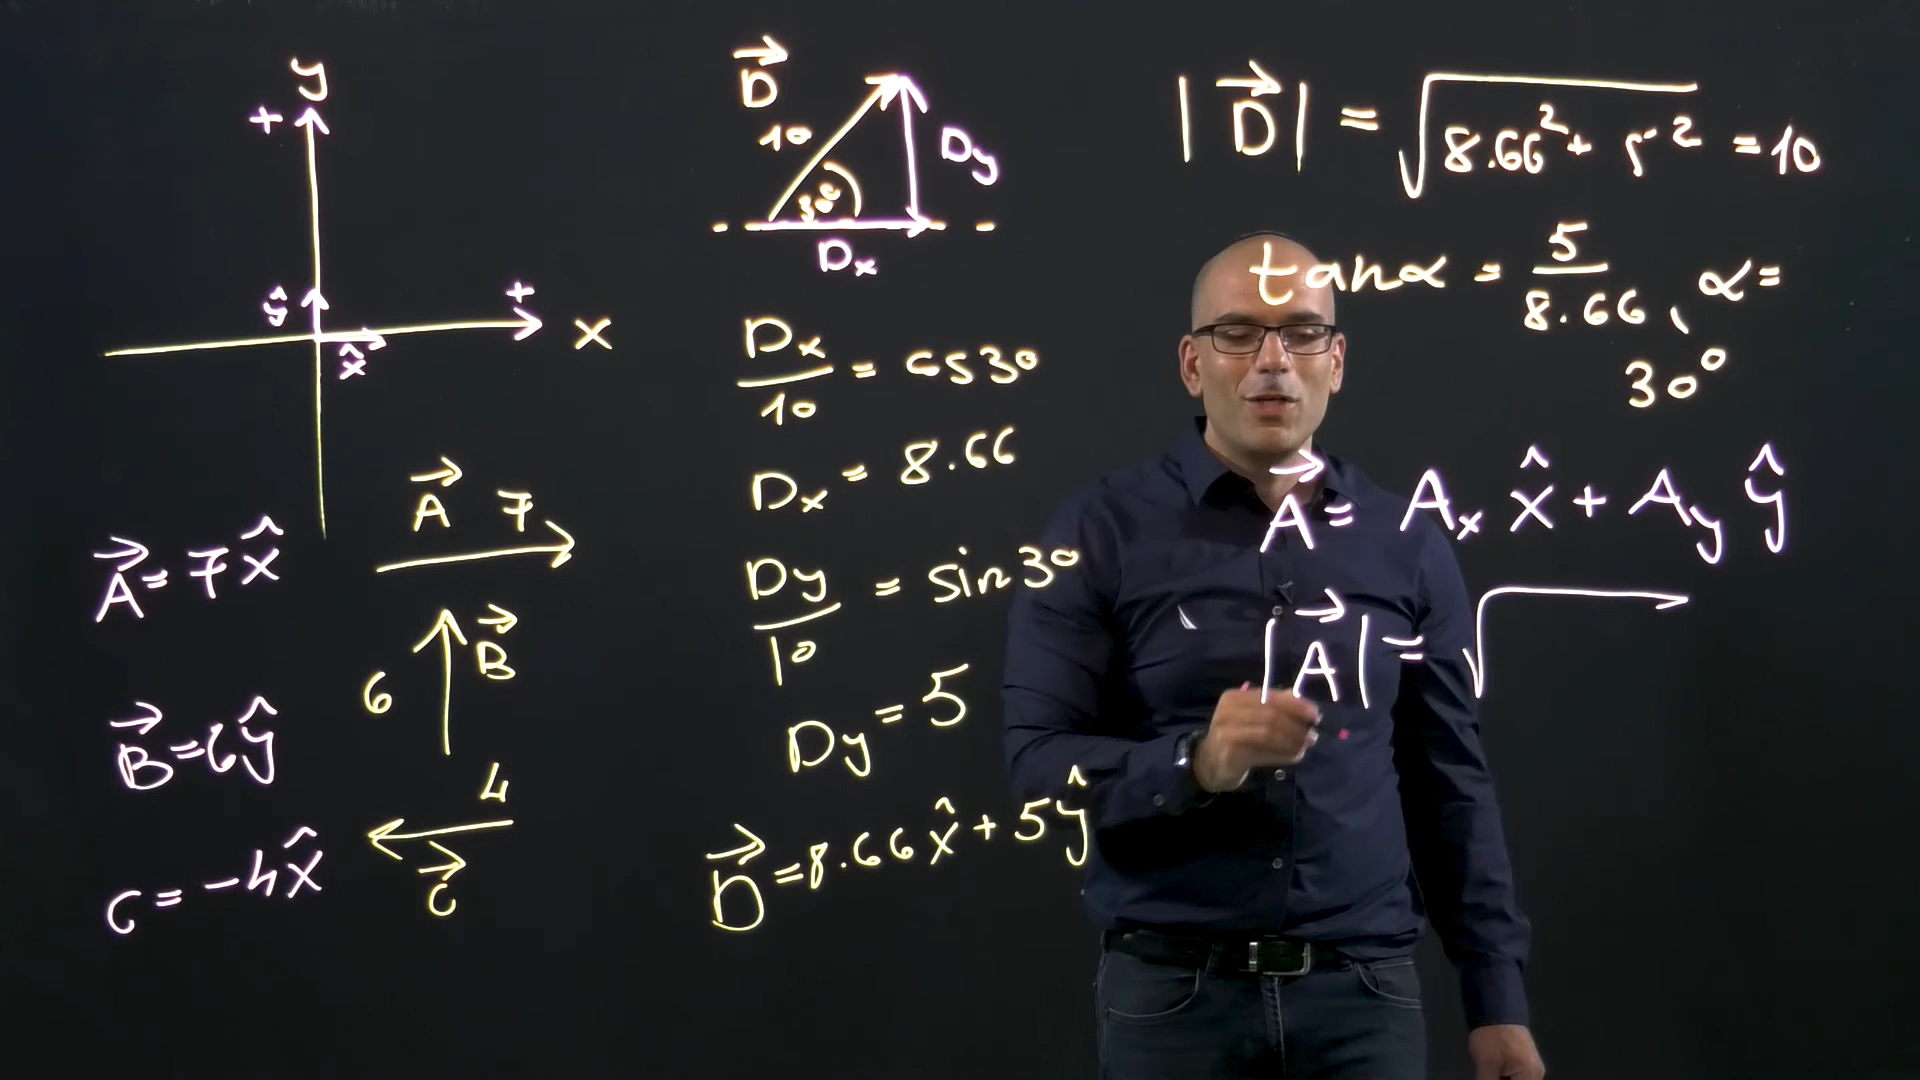 y
+
+
ŷ
x̂
x
A⃗ 7
A⃗ = 7x̂
6
B⃗
B⃗ = 6ŷ
4
C⃗
C = -4x̂
D⃗
10
30°
Dy
Dx
Dx/10 = cos30
Dx = 8.66
Dy/10 = sin30
Dy = 5
D⃗ = 8.66x̂ + 5ŷ
|D⃗| = √(8.66² + 5²) = 10
tanα = 5/8.66, α =
30°
A⃗ = Ax x̂ + Ay ŷ
|A⃗| = √